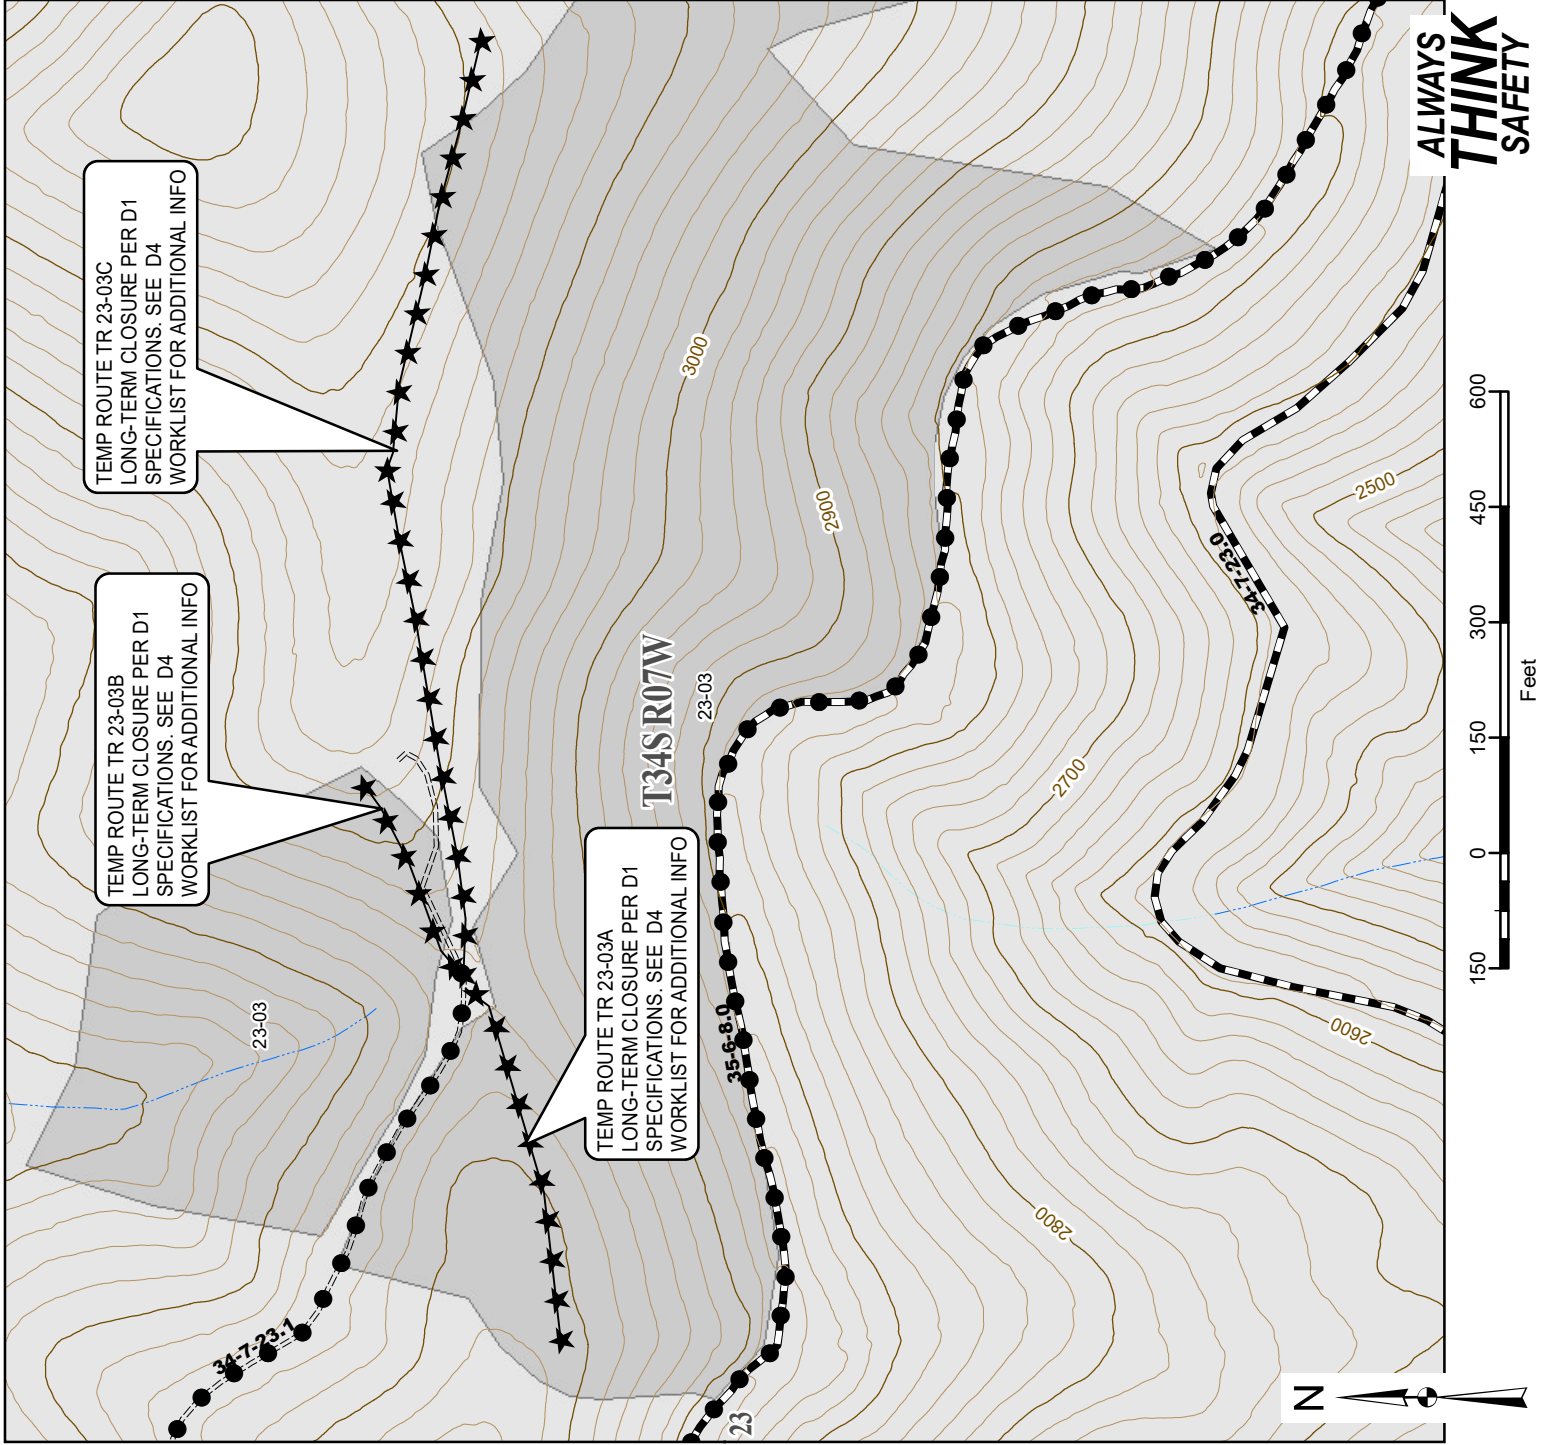 TEMP ROUTE TR 23-03C
LONG-TERM CLOSURE PER D1
SPECIFICATIONS. SEE D4
WORKLIST FOR ADDITIONAL INFO
TEMP ROUTE TR 23-03B
LONG-TERM CLOSURE PER D1
SPECIFICATIONS. SEE D4
WORKLIST FOR ADDITIONAL INFO
TEMP ROUTE TR 23-03A
LONG-TERM CLOSURE PER D1
SPECIFICATIONS. SEE D4
WORKLIST FOR ADDITIONAL INFO
23-03
34-7-23.1
T34S R07W
23-03
35-6-8.0
23
3000
2900
2800
2700
2600
2500
34-7-23.0
N
150
0
150
300
450
600
Feet
ALWAYS
THINK
SAFETY